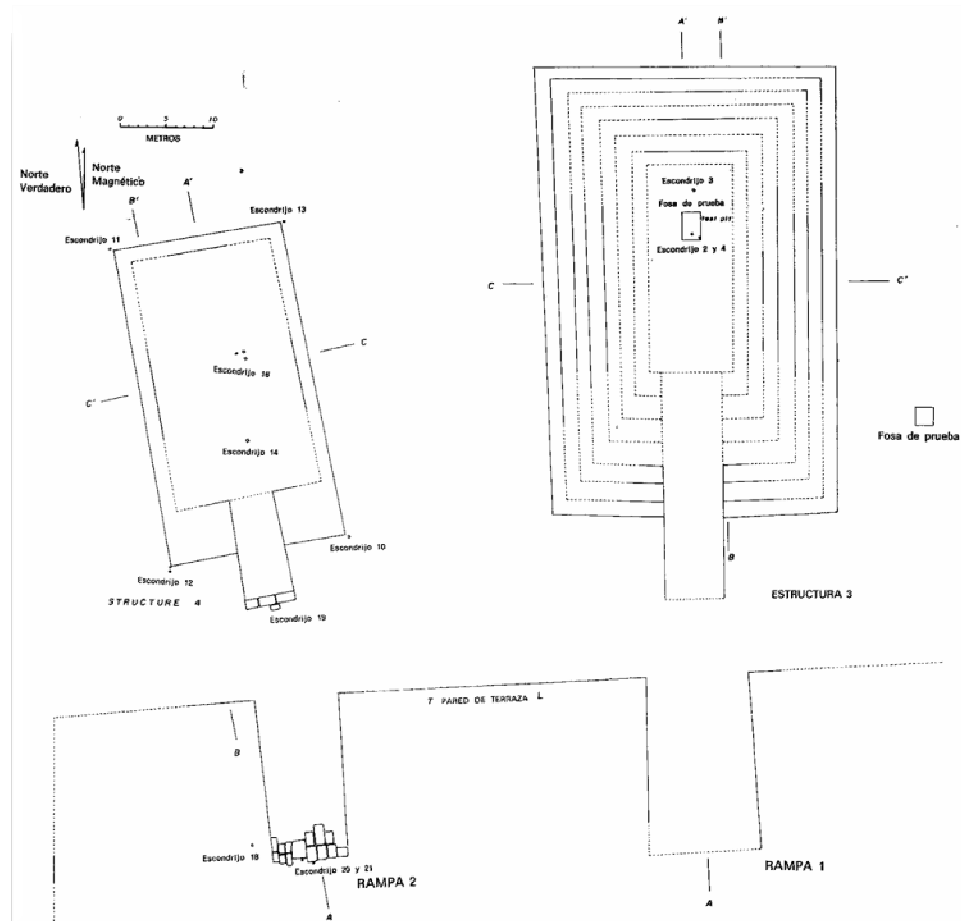 A' B'
0 5 10
METROS
Norte
Verdadero
Norte
Magnético
A'
B'
Escondrijo 11
Escondrijo 13
C
C'
Escondrijo 14
Escondrijo 10
Escondrijo 12
STRUCTURE 4
Escondrijo 19
Escondrijo 3
Fosa de prueba
test pit
Escondrijo 2 y 4
C
C'
Fosa de prueba
B
ESTRUCTURA 3
T PARED DE TERRAZA L
B
Escondrijo 18
Escondrijo 20 y 21
RAMPA 2
A
RAMPA 1
A